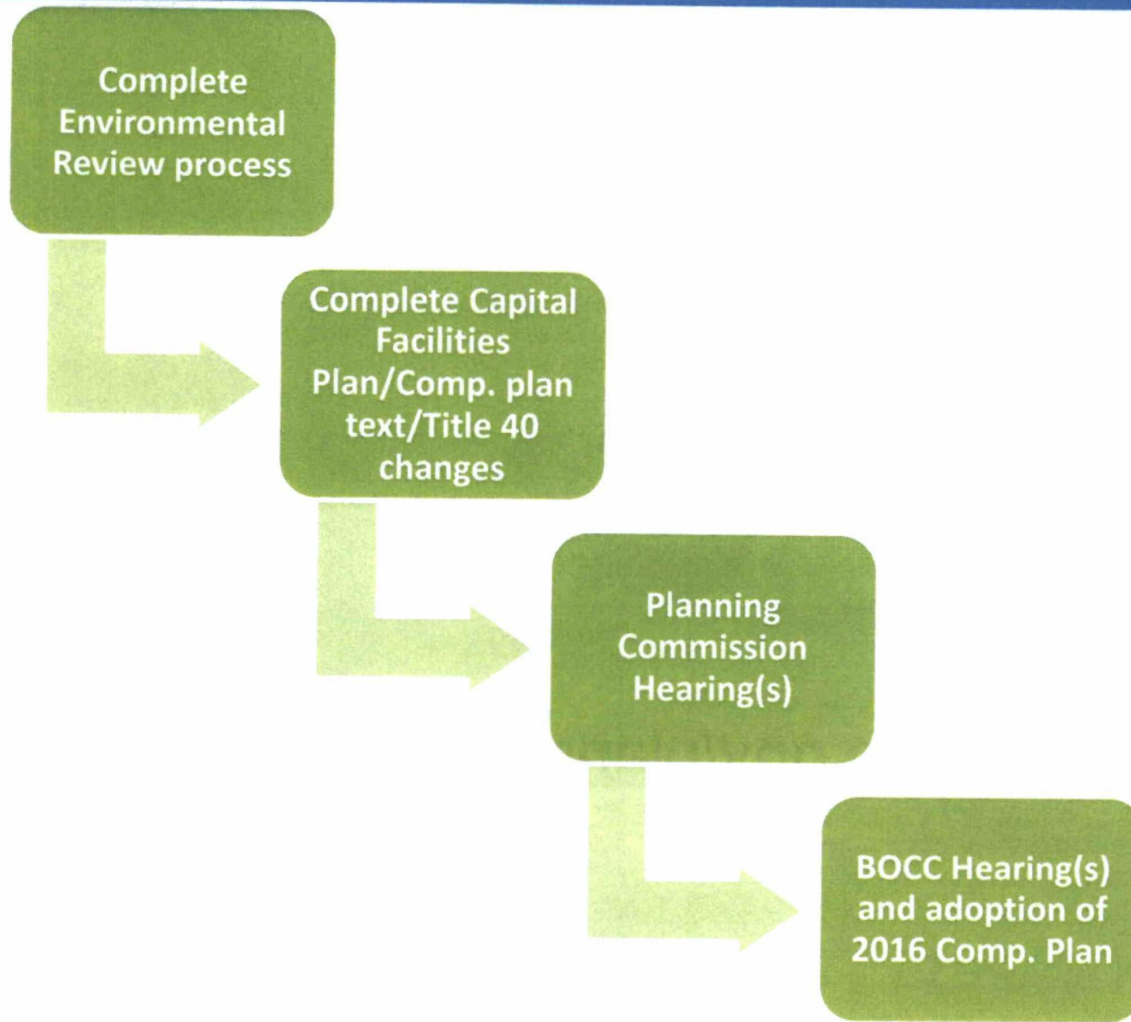 Complete
Environmental
Review process
Complete Capital
Facilities
Plan/Comp. plan
text/Title 40
changes
Planning
Commission
Hearing(s)
BOCC Hearing(s)
and adoption of
2016 Comp. Plan